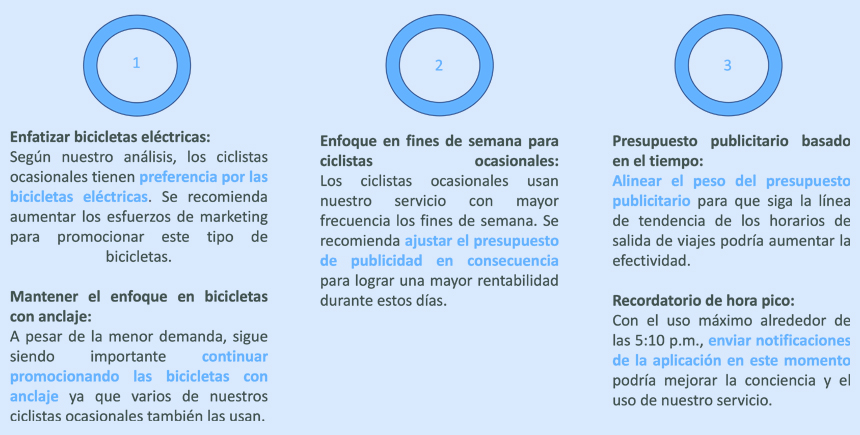 1
Enfatizar bicicletas eléctricas:
Según nuestro análisis, los ciclistas
ocasionales tienen preferencia por las
bicicletas eléctricas. Se recomienda
aumentar los esfuerzos de marketing
para promocionar este tipo de
bicicletas.
Mantener el enfoque en bicicletas
con anclaje:
A pesar de la menor demanda, sigue
siendo importante continuar
promocionando las bicicletas con
anclaje ya que varios de nuestros
ciclistas ocasionales también las usan.
2
Enfoque en fines de semana para
ciclistas ocasionales:
Los ciclistas ocasionales usan
nuestro servicio con mayor
frecuencia los fines de semana. Se
recomienda ajustar el presupuesto
de publicidad en consecuencia
para lograr una mayor rentabilidad
durante estos días.
3
Presupuesto publicitario basado
en el tiempo:
Alinear el peso del presupuesto
publicitario para que siga la línea
de tendencia de los horarios de
salida de viajes podría aumentar la
efectividad.
Recordatorio de hora pico:
Con el uso máximo alrededor de
las 5:10 p.m., enviar notificaciones
de la aplicación en este momento
podría mejorar la conciencia y el
uso de nuestro servicio.